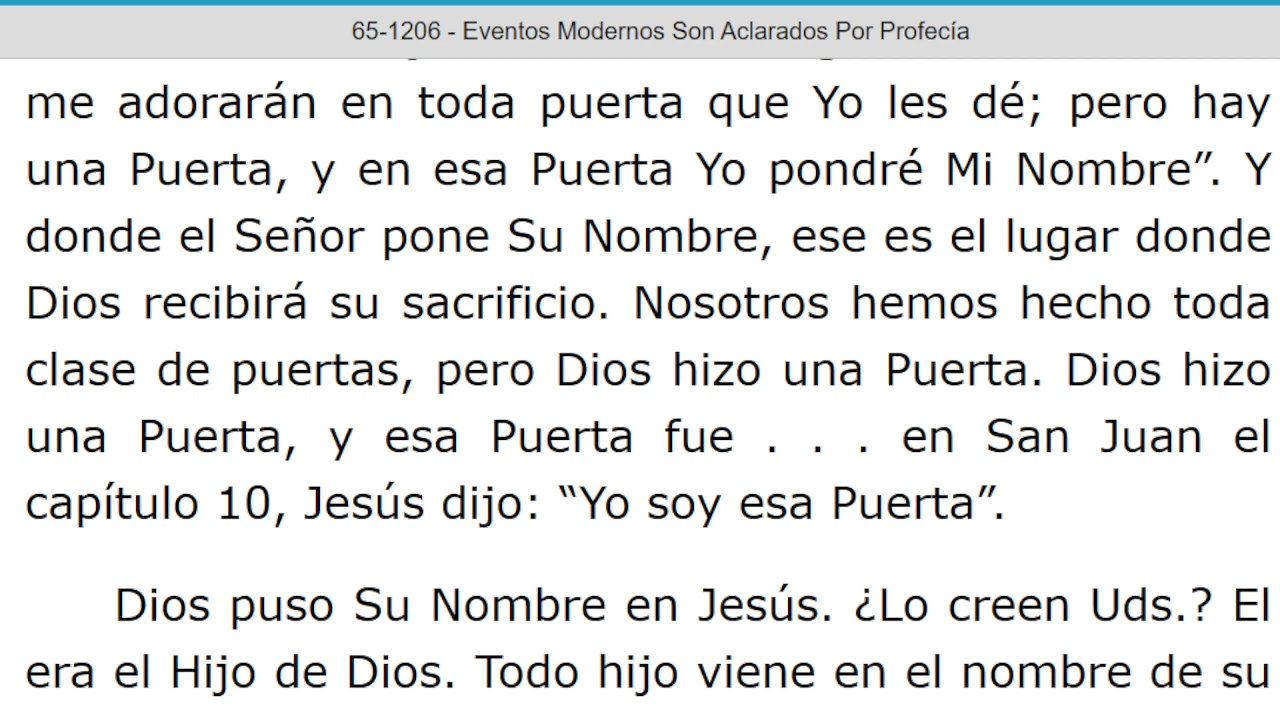 65-1206 - Eventos Modernos Son Aclarados Por Profecía
me adorarán en toda puerta que Yo les dé; pero hay
una Puerta, y en esa Puerta Yo pondré Mi Nombre”. Y
donde el Señor pone Su Nombre, ese es el lugar donde
Dios recibirá su sacrificio. Nosotros hemos hecho toda
clase de puertas, pero Dios hizo una Puerta. Dios hizo
una Puerta, y esa Puerta fue . . . en San Juan el
capítulo 10, Jesús dijo: “Yo soy esa Puerta”.
Dios puso Su Nombre en Jesús. ¿Lo creen Uds.? El
era el Hijo de Dios. Todo hijo viene en el nombre de su